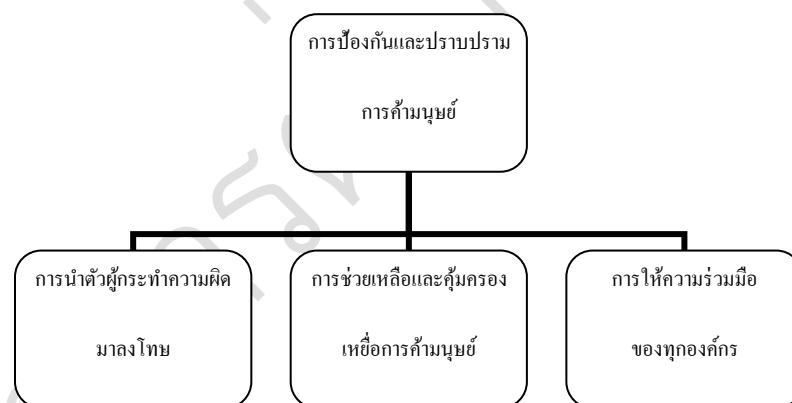 การป้องกันและปราบปราม
การค้ามนุษย์
การนำตัวผู้กระทำความผิด
มาลงโทษ
การช่วยเหลือและคุ้มครอง
เหยื่อการค้ามนุษย์
การให้ความร่วมมือ
ของทุกองค์กร